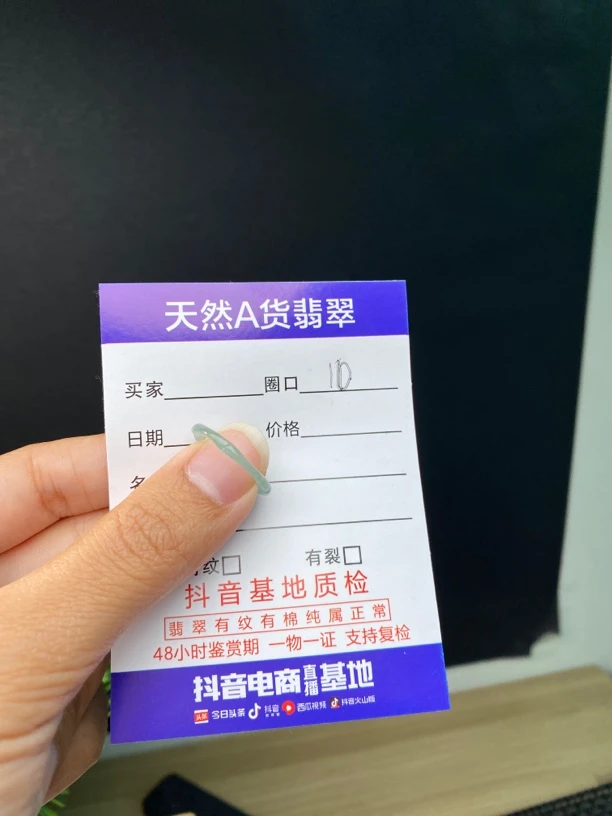 天然A货翡翠
买家 圈口 10
日期 价格
纹□ 有裂□
抖音基地质检
翡翠有纹有棉纯属正常
48小时鉴赏期 一物一证 支持复检
抖音电商直播基地
头条 今日头条 抖音 西瓜视频 抖音火山版